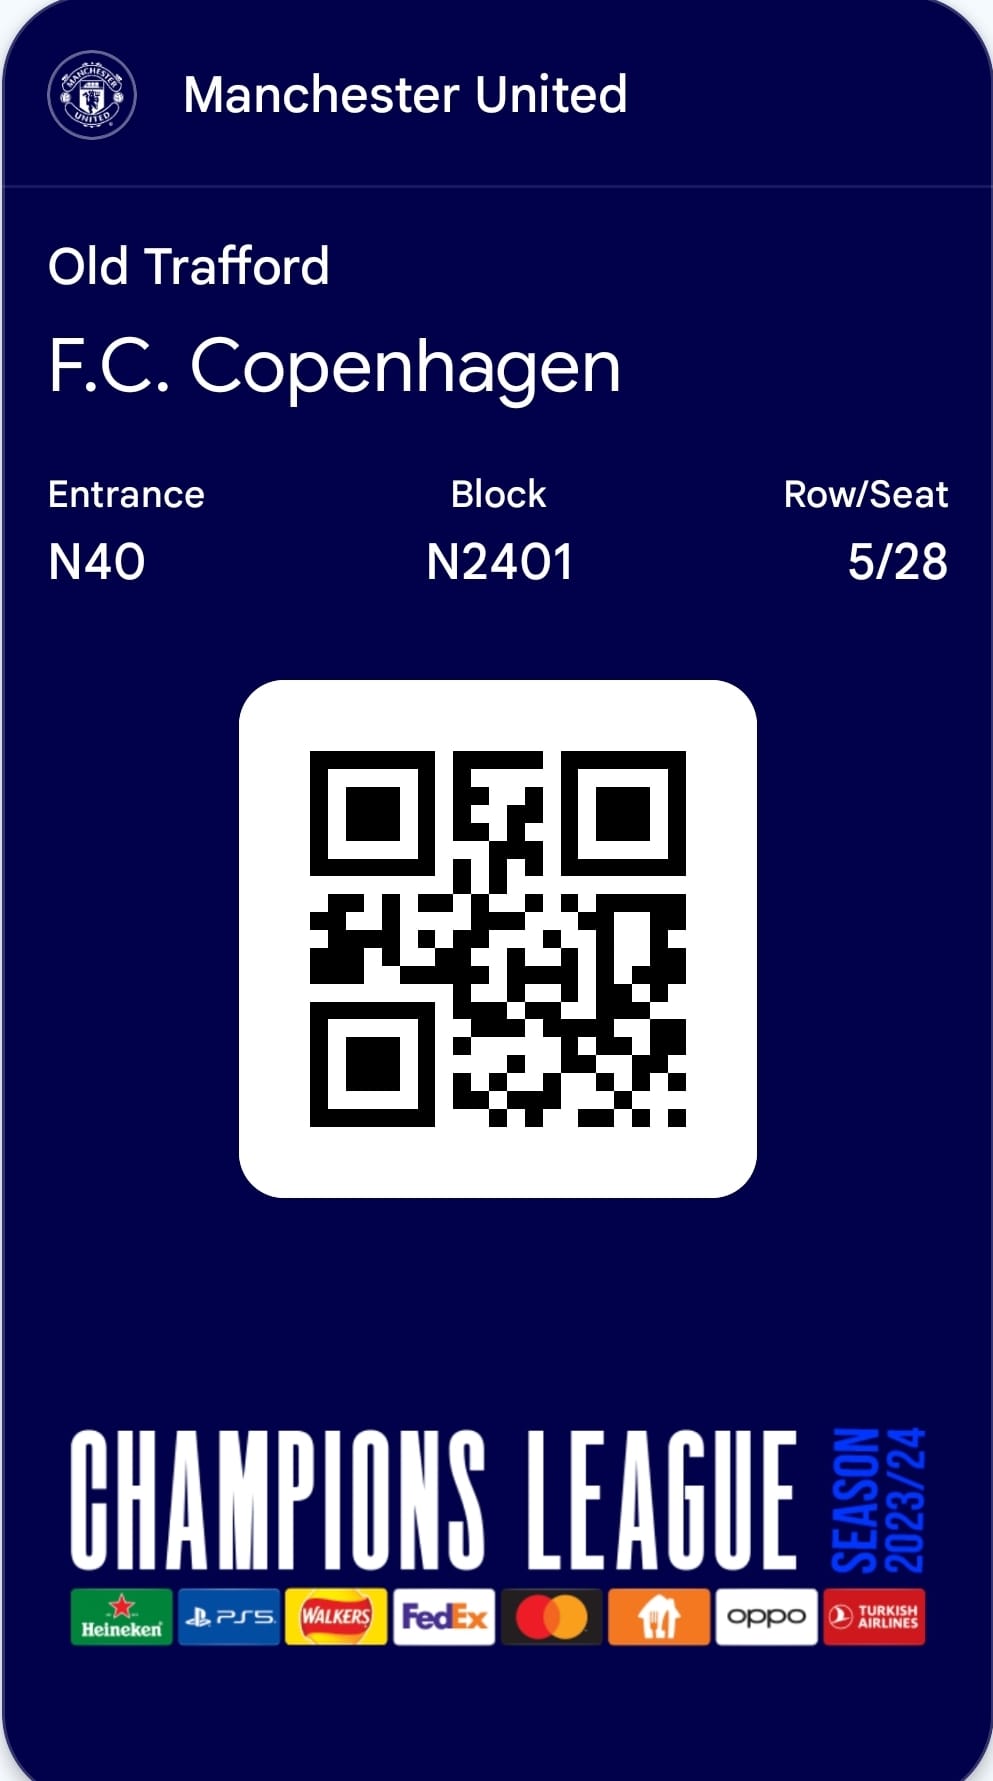 MANCHESTER
UNITED
Manchester United
Old Trafford
F.C. Copenhagen
Entrance Block Row/Seat
N40 N2401 5/28
CHAMPIONS LEAGUE SEASON 2023/24
Heineken PS5 WALKERS FedEx oppo TURKISH AIRLINES